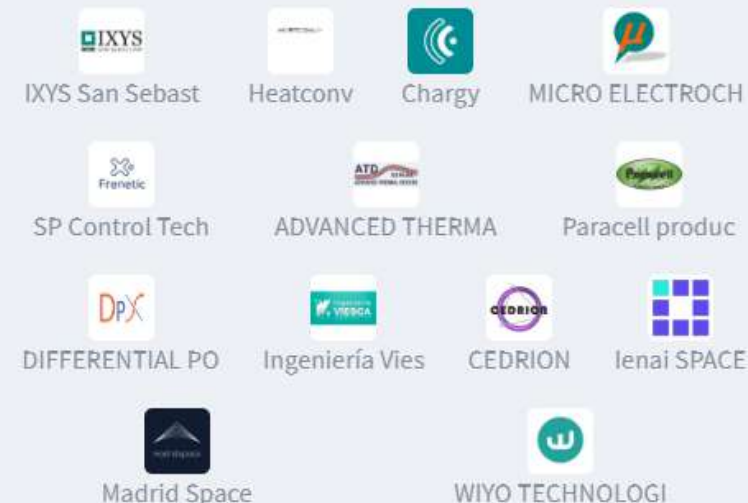 IXYS
IXYS San Sebast
Heatconv
Chargy
µ
MICRO ELECTROCH
Frenetic
SP Control Tech
ATD
ADVANCED THERMA
Paracell produc
DPX
DIFFERENTIAL PO
VIESCA
Ingeniería Vies
CEDRION
CEDRION
Ienai SPACE
madridspace
Madrid Space
W
WIYO TECHNOLOGI